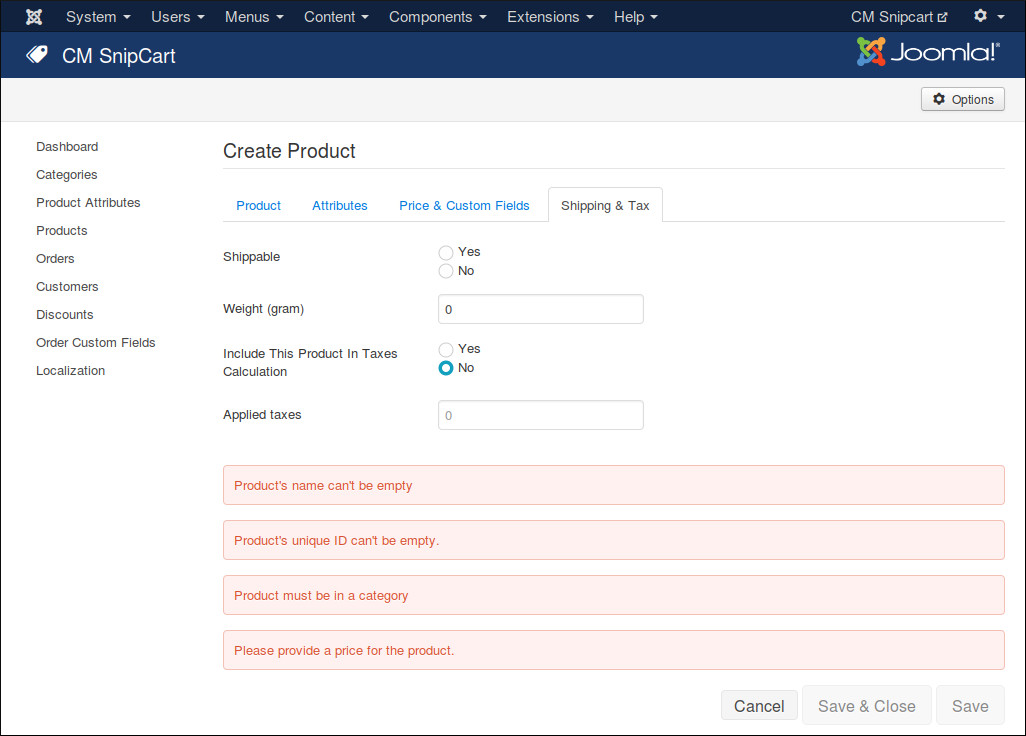 System Users Menus Content Components Extensions Help CM Snipcart
CM SnipCart Joomla!®
Options
Dashboard
Categories
Product Attributes
Products
Orders
Customers
Discounts
Order Custom Fields
Localization
Create Product
Product Attributes Price & Custom Fields Shipping & Tax
Shippable Yes
No
Weight (gram) 0
Include This Product In Taxes Yes
Calculation No
Applied taxes 0
Product's name can't be empty
Product's unique ID can't be empty.
Product must be in a category
Please provide a price for the product.
Cancel Save & Close Save